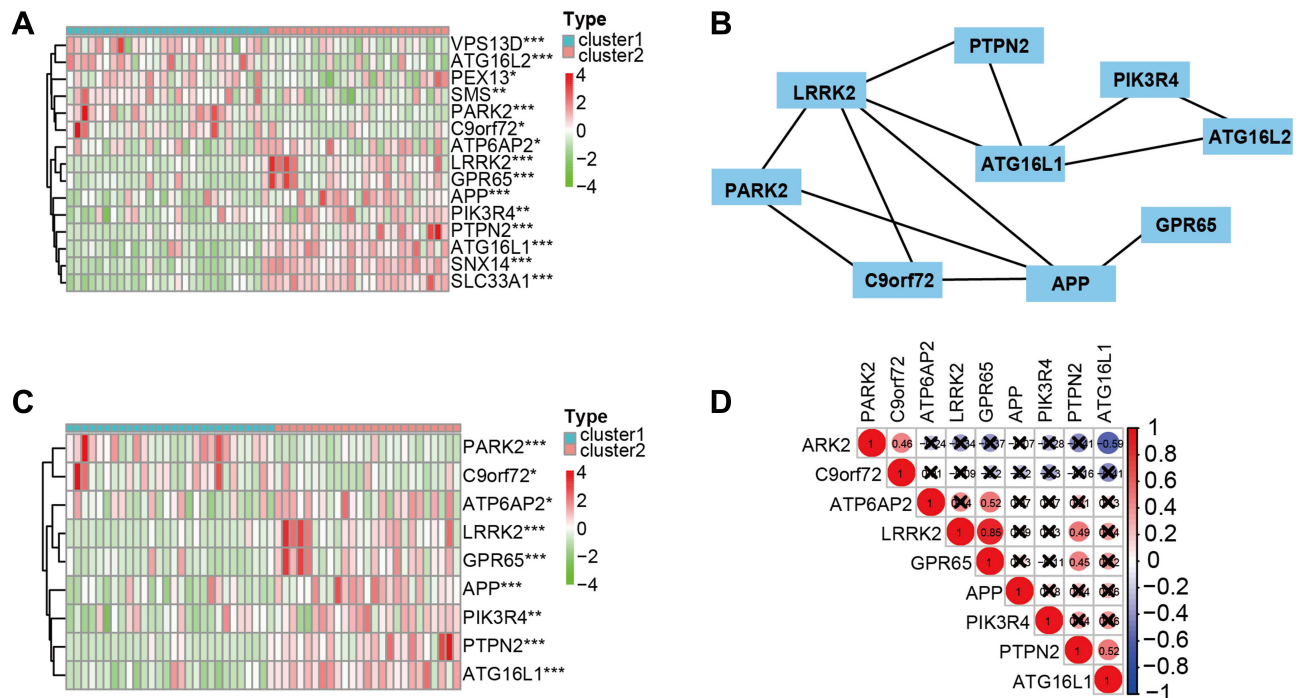 A
Type
cluster1
cluster2
VPS13D***
ATG16L2***
PEX13*
SMS**
PARK2***
C9orf72*
ATP6AP2*
LRRK2***
GPR65***
APP***
PIK3R4**
PTPN2***
ATG16L1***
SNX14***
SLC33A1***
4
2
0
−2
−4
B
PTPN2
LRRK2
PIK3R4
ATG16L2
ATG16L1
PARK2
GPR65
C9orf72
APP
C
Type
cluster1
cluster2
PARK2***
C9orf72*
ATP6AP2*
LRRK2***
GPR65***
APP***
PIK3R4**
PTPN2***
ATG16L1***
4
2
0
−2
−4
D
PARK2
C9orf72
ATP6AP2
LRRK2
GPR65
APP
PIK3R4
PTPN2
ATG16L1
ARK2 1 0.46 −0.59
C9orf72 1
ATP6AP2 1 0.52
LRRK2 1 0.85 0.49
GPR65 1 0.45
APP 1
PIK3R4 1
PTPN2 1 0.52
ATG16L1 1
1
0.8
0.6
0.4
0.2
0
−0.2
−0.4
−0.6
−0.8
−1